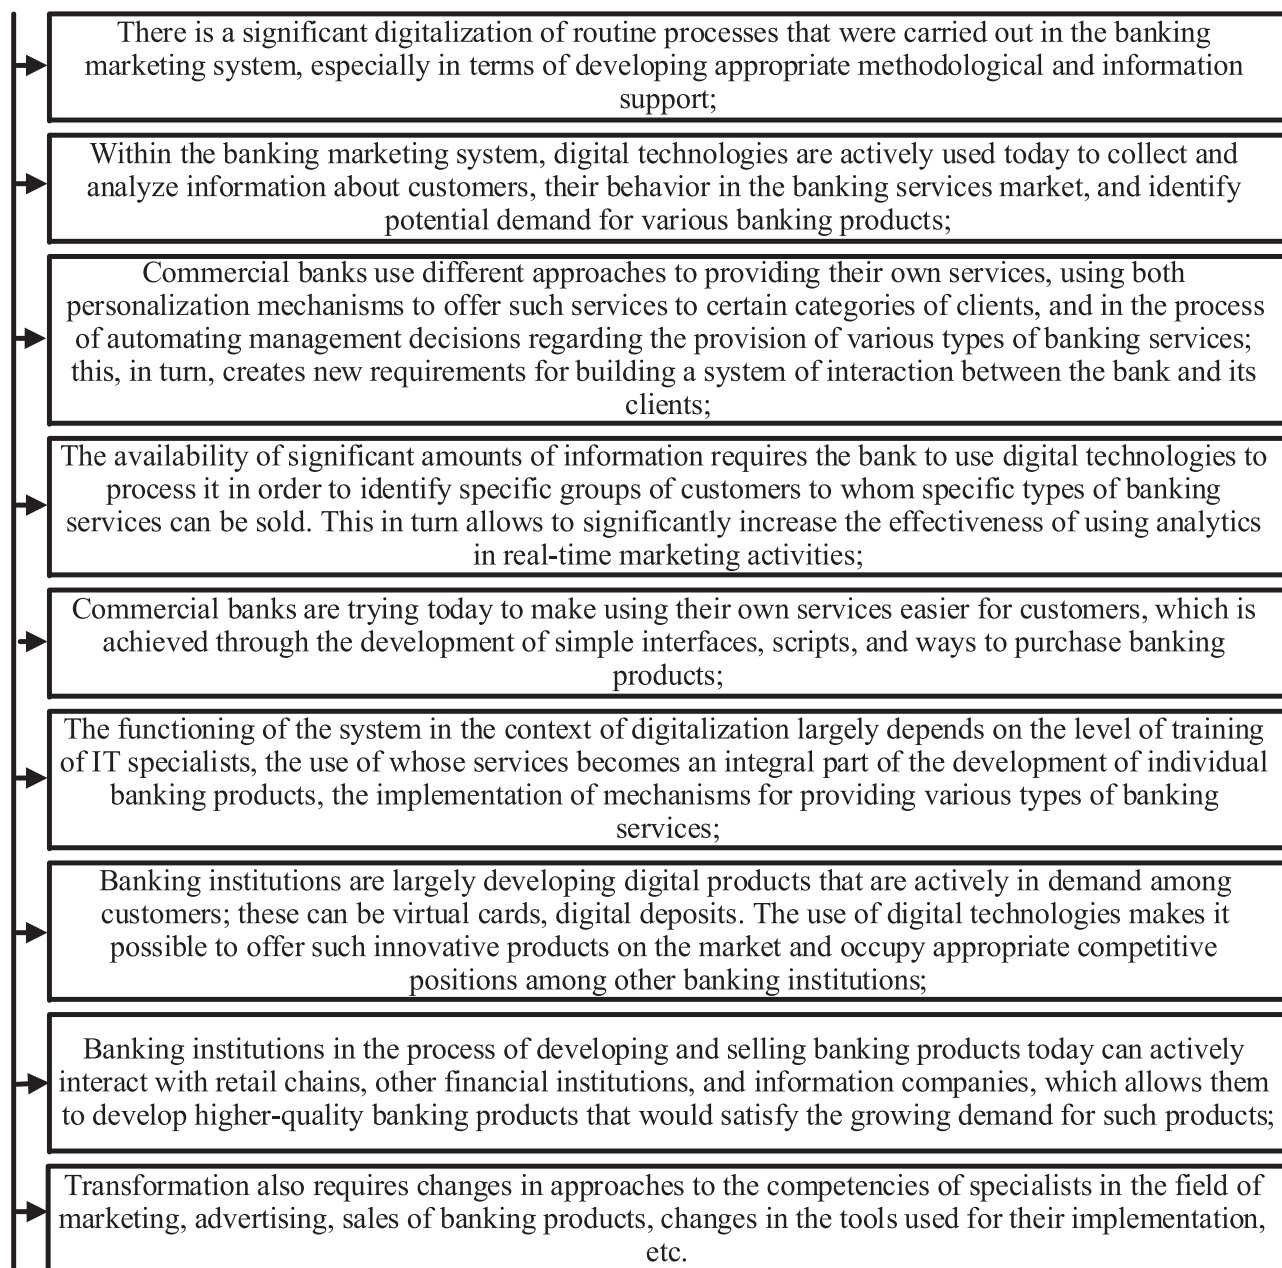 There is a significant digitalization of routine processes that were carried out in the banking
marketing system, especially in terms of developing appropriate methodological and information
support;
Within the banking marketing system, digital technologies are actively used today to collect and
analyze information about customers, their behavior in the banking services market, and identify
potential demand for various banking products;
Commercial banks use different approaches to providing their own services, using both
personalization mechanisms to offer such services to certain categories of clients, and in the process
of automating management decisions regarding the provision of various types of banking services;
this, in turn, creates new requirements for building a system of interaction between the bank and its
clients;
The availability of significant amounts of information requires the bank to use digital technologies to
process it in order to identify specific groups of customers to whom specific types of banking
services can be sold. This in turn allows to significantly increase the effectiveness of using analytics
in real-time marketing activities;
Commercial banks are trying today to make using their own services easier for customers, which is
achieved through the development of simple interfaces, scripts, and ways to purchase banking
products;
The functioning of the system in the context of digitalization largely depends on the level of training
of IT specialists, the use of whose services becomes an integral part of the development of individual
banking products, the implementation of mechanisms for providing various types of banking
services;
Banking institutions are largely developing digital products that are actively in demand among
customers; these can be virtual cards, digital deposits. The use of digital technologies makes it
possible to offer such innovative products on the market and occupy appropriate competitive
positions among other banking institutions;
Banking institutions in the process of developing and selling banking products today can actively
interact with retail chains, other financial institutions, and information companies, which allows them
to develop higher-quality banking products that would satisfy the growing demand for such products;
Transformation also requires changes in approaches to the competencies of specialists in the field of
marketing, advertising, sales of banking products, changes in the tools used for their implementation,
etc.